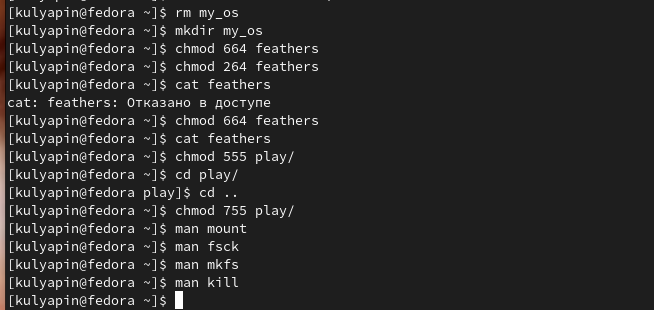 [kulyapin@fedora ~]$ rm my_os
[kulyapin@fedora ~]$ mkdir my_os
[kulyapin@fedora ~]$ chmod 664 feathers
[kulyapin@fedora ~]$ chmod 264 feathers
[kulyapin@fedora ~]$ cat feathers
cat: feathers: Отказано в доступе
[kulyapin@fedora ~]$ chmod 664 feathers
[kulyapin@fedora ~]$ cat feathers
[kulyapin@fedora ~]$ chmod 555 play/
[kulyapin@fedora ~]$ cd play/
[kulyapin@fedora play]$ cd ..
[kulyapin@fedora ~]$ chmod 755 play/
[kulyapin@fedora ~]$ man mount
[kulyapin@fedora ~]$ man fsck
[kulyapin@fedora ~]$ man mkfs
[kulyapin@fedora ~]$ man kill
[kulyapin@fedora ~]$